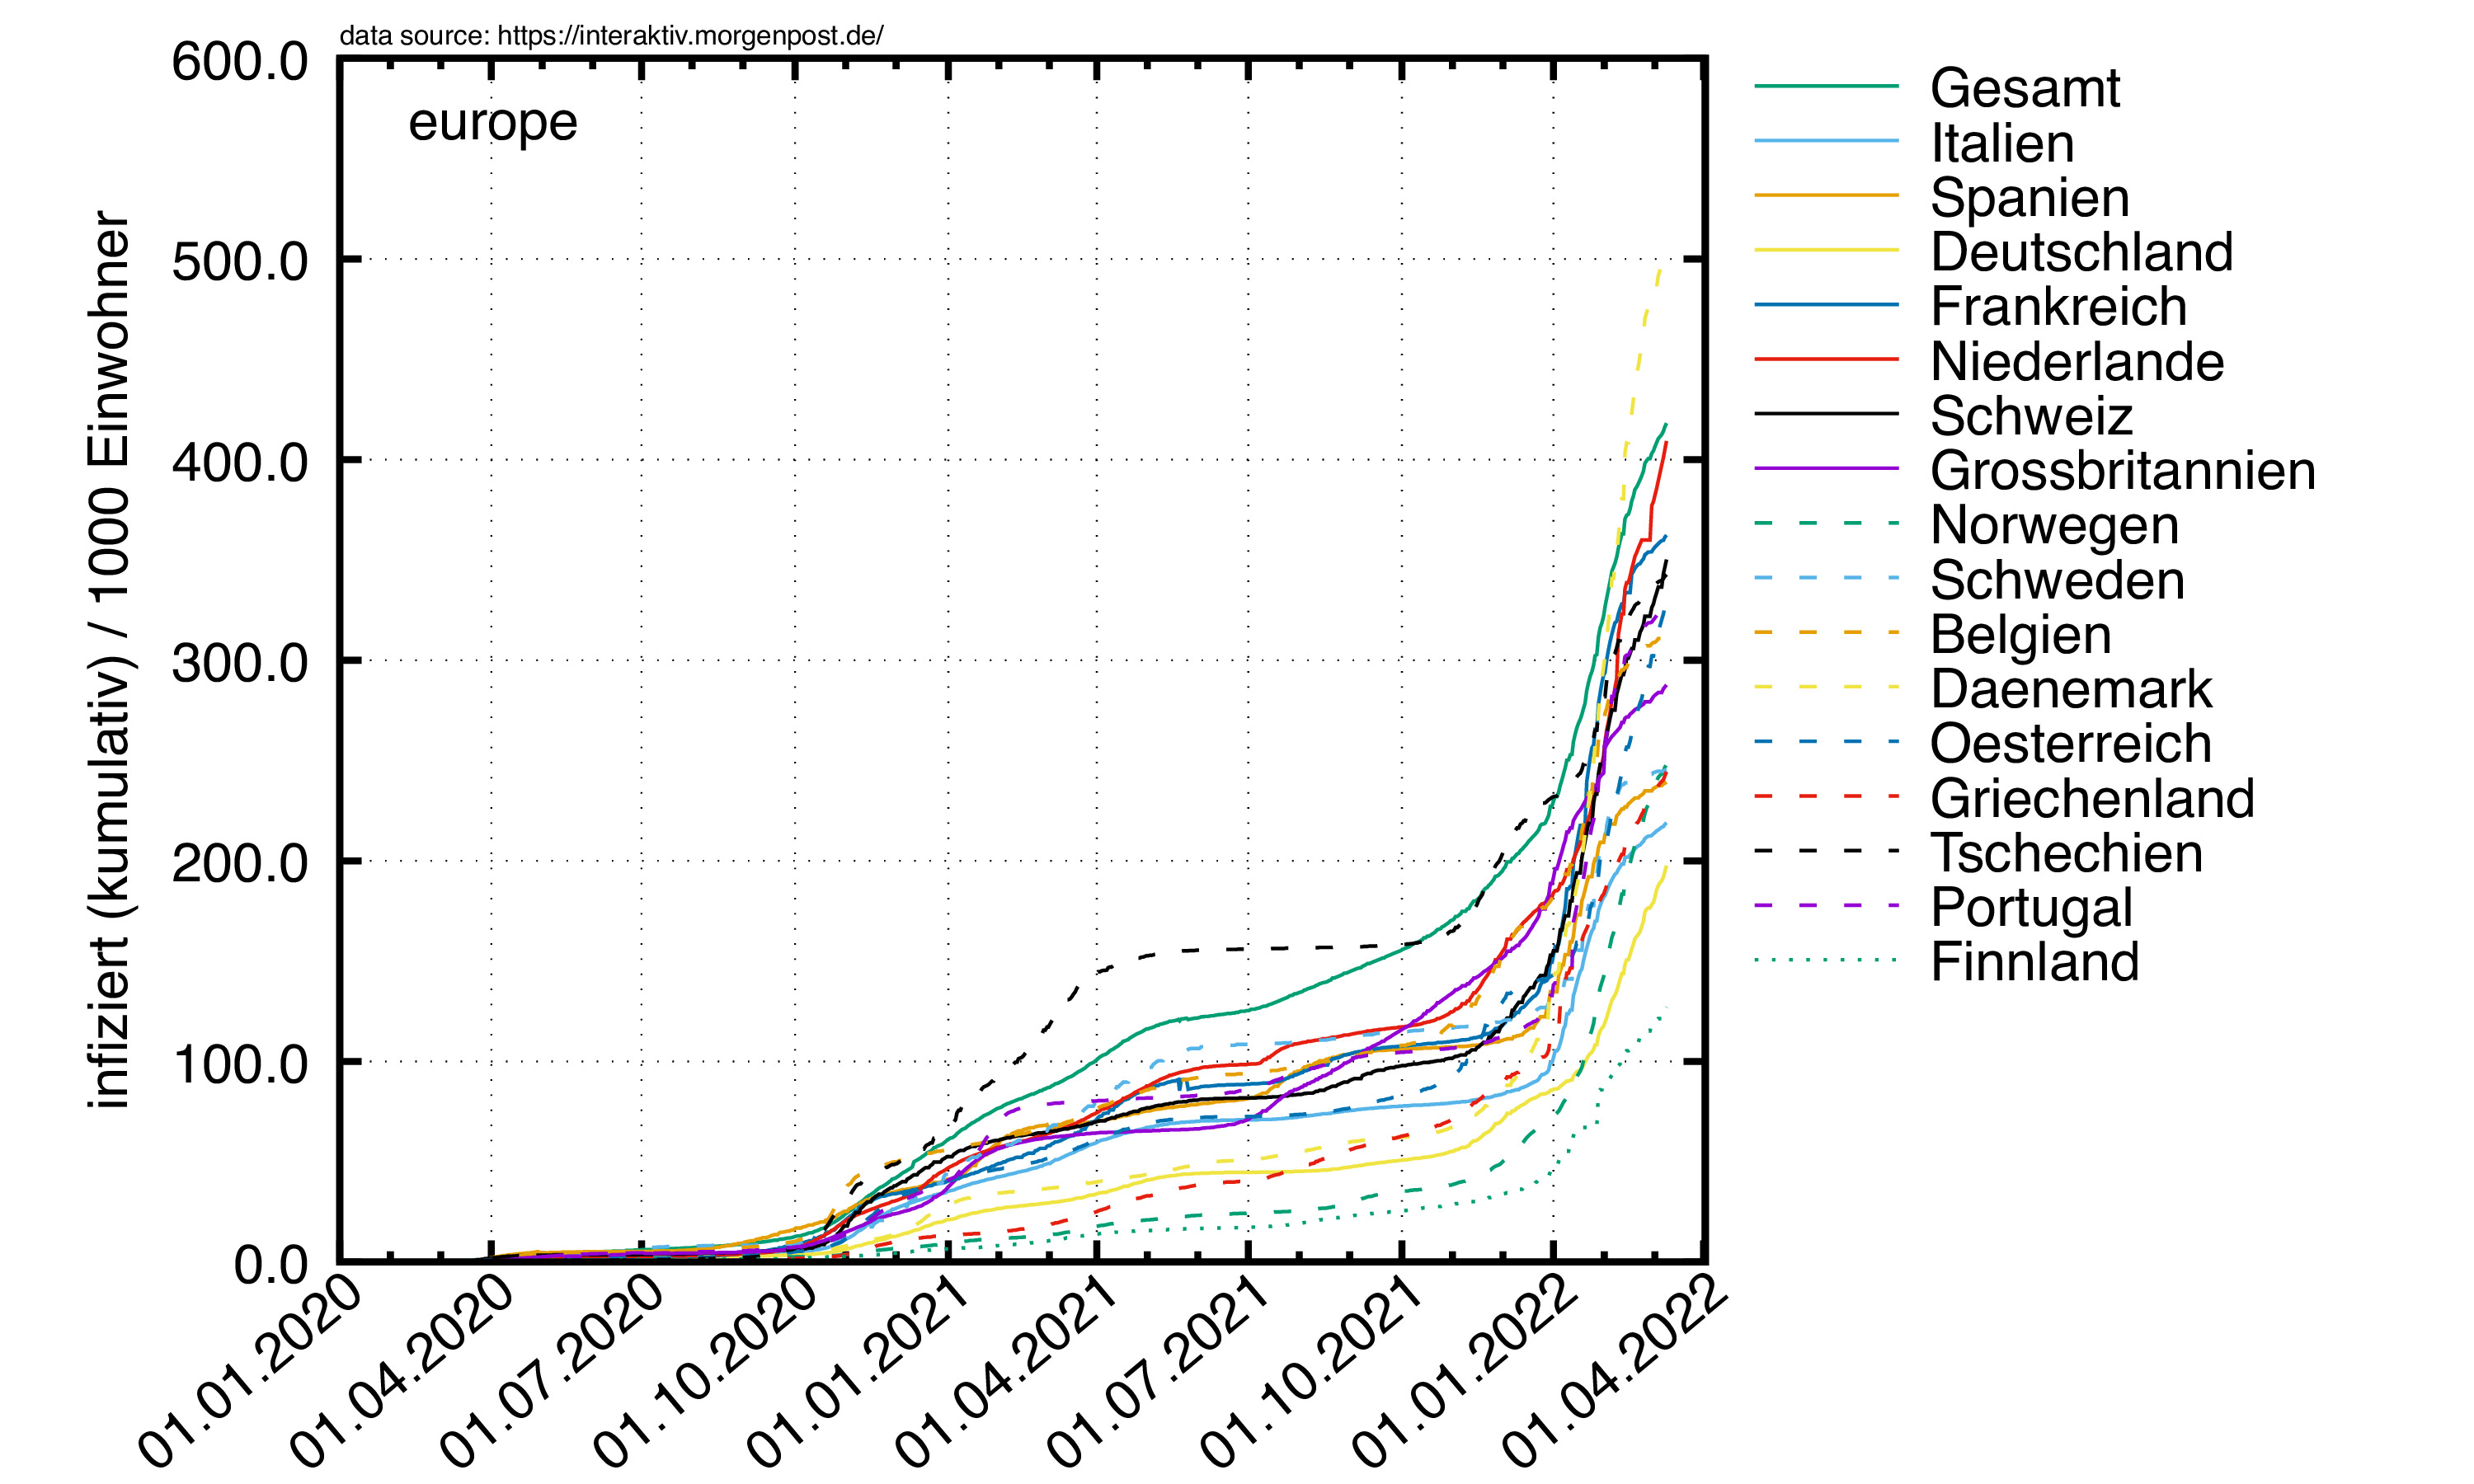 data source: https://interaktiv.morgenpost.de/
europe
infiziert (kumulativ) / 1000 Einwohner
600.0
500.0
400.0
300.0
200.0
100.0
0.0
01.01.2020
01.04.2020
01.07.2020
01.10.2020
01.01.2021
01.04.2021
01.07.2021
01.10.2021
01.01.2022
01.04.2022
Gesamt
Italien
Spanien
Deutschland
Frankreich
Niederlande
Schweiz
Grossbritannien
Norwegen
Schweden
Belgien
Daenemark
Oesterreich
Griechenland
Tschechien
Portugal
Finnland